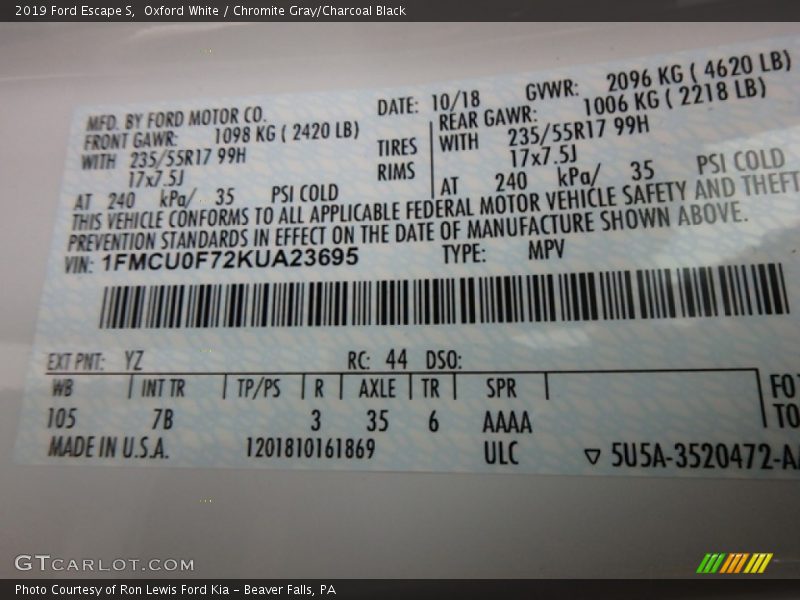 2019 Ford Escape S,  Oxford White / Chromite Gray/Charcoal Black
MFD. BY FORD MOTOR CO.
DATE: 10/18
GVWR: 2096 KG ( 4620 LB)
FRONT GAWR: 1098 KG ( 2420 LB)
REAR GAWR: 1006 KG ( 2218 LB)
WITH 235/55R17 99H TIRES WITH 235/55R17 99H
17x7.5J RIMS 17x7.5J
AT 240 kPa/ 35 PSI COLD AT 240 kPa/ 35 PSI COLD
THIS VEHICLE CONFORMS TO ALL APPLICABLE FEDERAL MOTOR VEHICLE SAFETY AND THEFT
PREVENTION STANDARDS IN EFFECT ON THE DATE OF MANUFACTURE SHOWN ABOVE.
VIN: 1FMCU0F72KUA23695 TYPE: MPV
EXT PNT: YZ RC: 44 DSO:
WB INT TR TP/PS R AXLE TR SPR
105 7B 3 35 6 AAAA
MADE IN U.S.A. 1201810161869 ULC ▽ 5U5A-3520472-A
GTCARLOT.COM
Photo Courtesy of Ron Lewis Ford Kia - Beaver Falls, PA